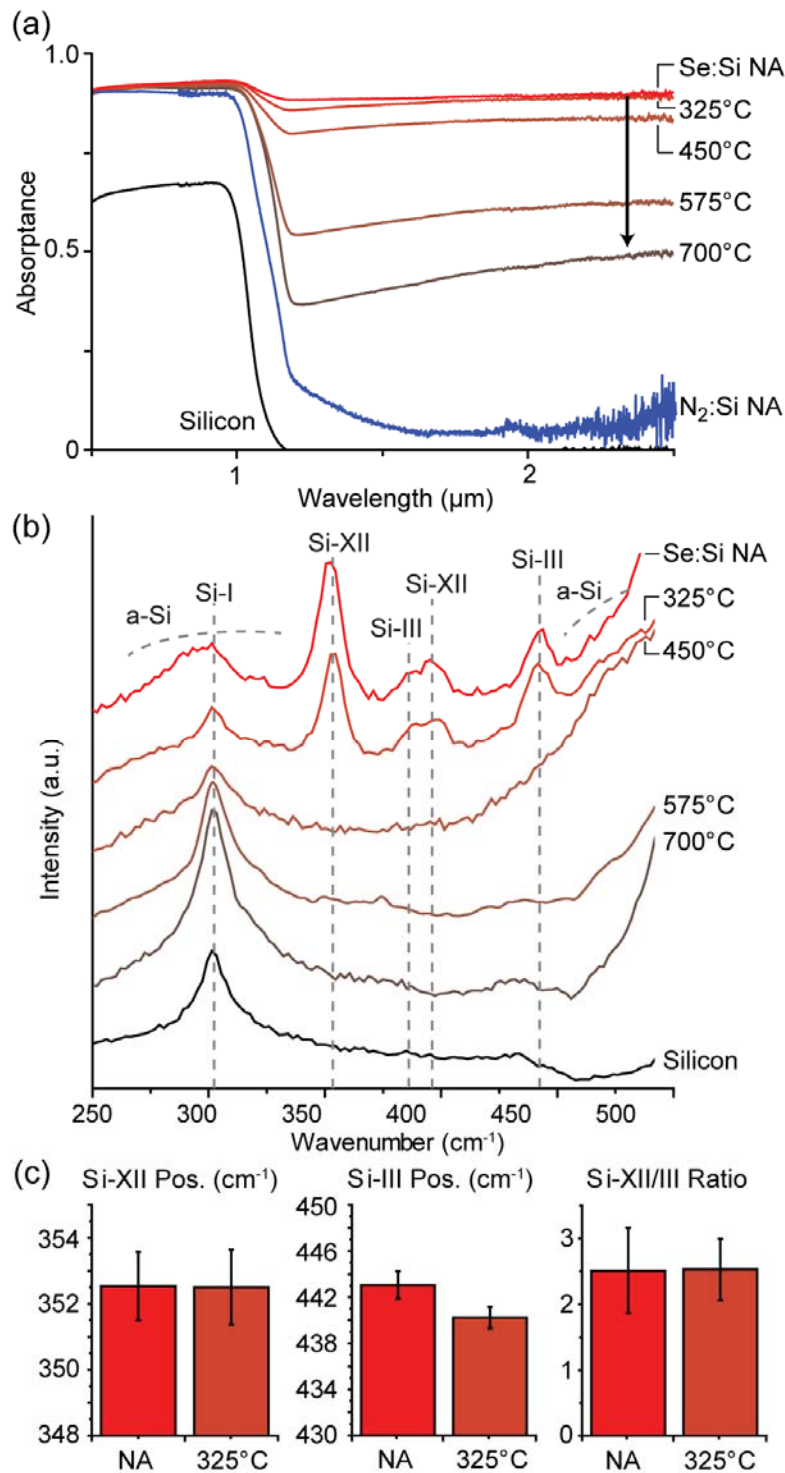 (a)
1.0
0.5
0
Absorptance
Se:Si NA
325°C
450°C
575°C
700°C
N₂:Si NA
Silicon
1
2
Wavelength (µm)
(b)
a-Si
Si-I
Si-XII
Si-III
Si-XII
Si-III
a-Si
Se:Si NA
325°C
450°C
575°C
700°C
Silicon
Intensity (a.u.)
250
300
350
400
450
500
Wavenumber (cm⁻¹)
(c)
Si-XII Pos. (cm⁻¹)
354
352
350
348
NA
325°C
Si-III Pos. (cm⁻¹)
450
446
442
438
434
430
NA
325°C
Si-XII/III Ratio
3
2
1
0
NA
325°C